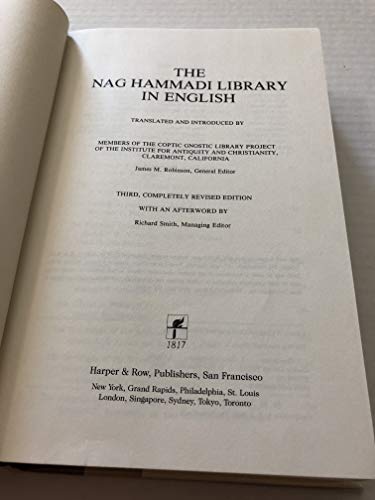 THE
NAG HAMMADI LIBRARY
IN ENGLISH
TRANSLATED AND INTRODUCED BY
MEMBERS OF THE COPTIC GNOSTIC LIBRARY PROJECT
OF THE INSTITUTE FOR ANTIQUITY AND CHRISTIANITY,
CLAREMONT, CALIFORNIA
James M. Robinson, General Editor
THIRD, COMPLETELY REVISED EDITION
WITH AN AFTERWORD BY
Richard Smith, Managing Editor
1817
Harper & Row, Publishers, San Francisco
New York, Grand Rapids, Philadelphia, St. Louis
London, Singapore, Sydney, Tokyo, Toronto